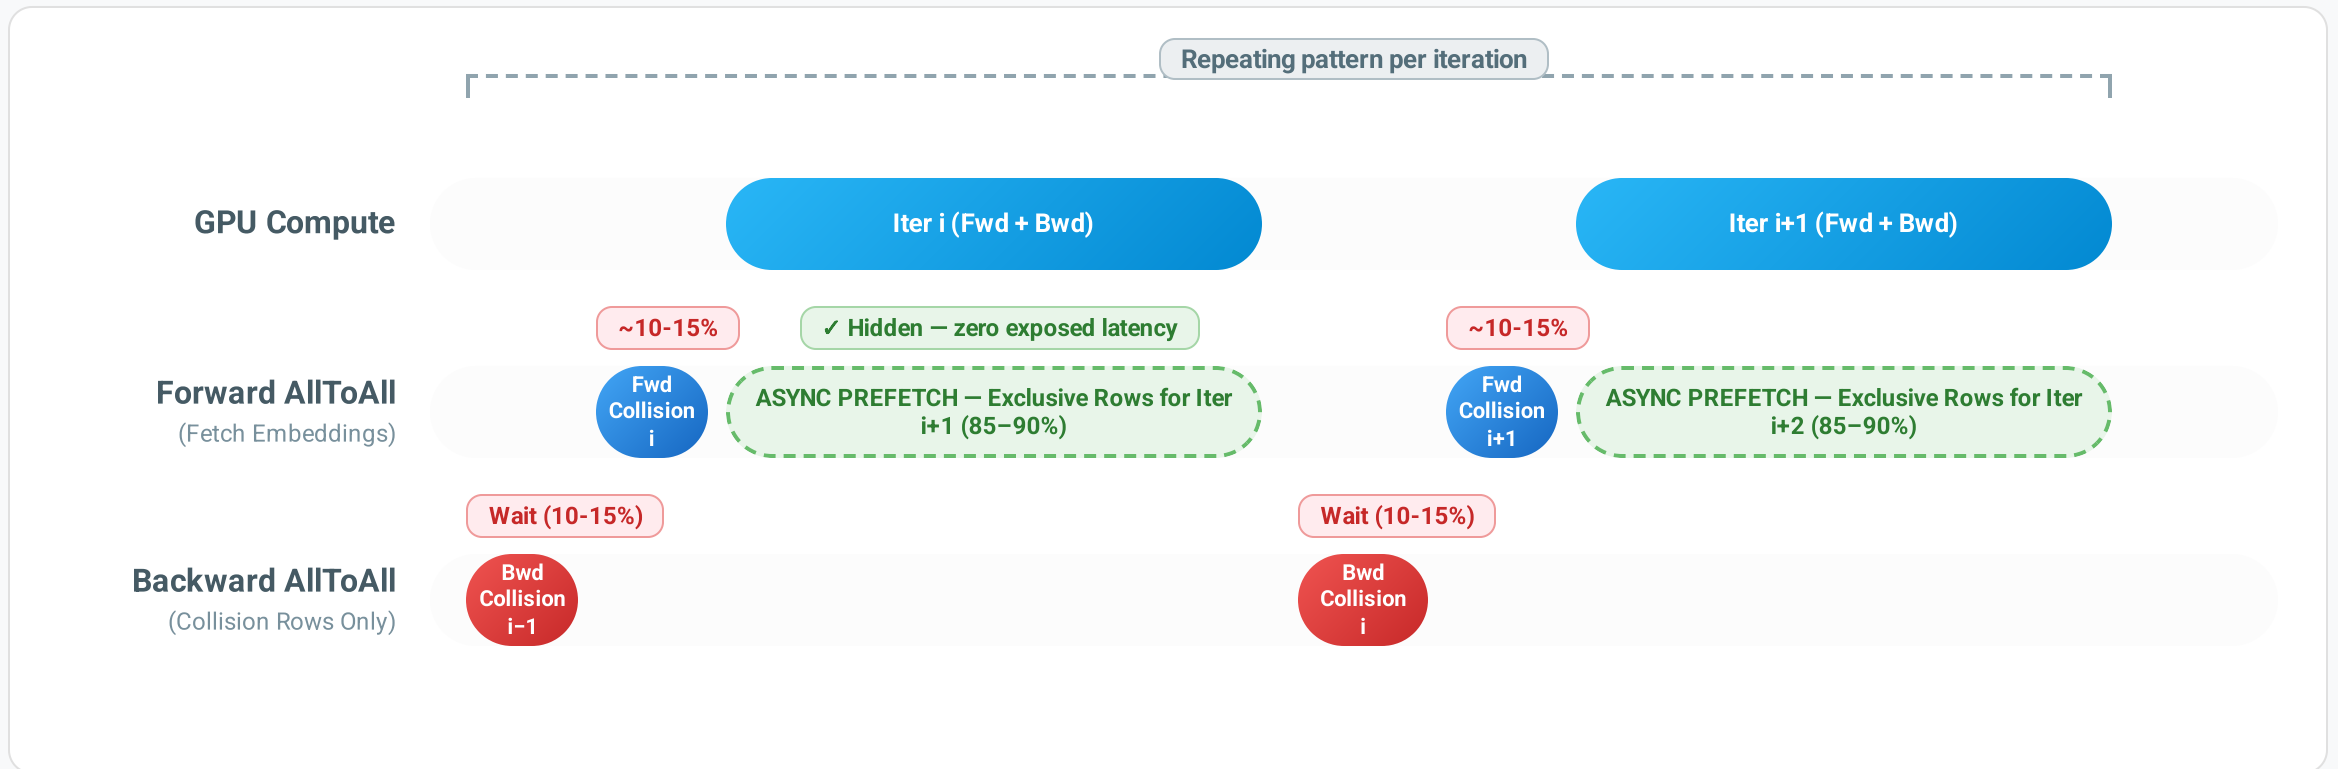 Repeating pattern per iteration
GPU Compute
Iter i (Fwd + Bwd)
Iter i+1 (Fwd + Bwd)
~10-15%
✓ Hidden — zero exposed latency
~10-15%
Forward AllToAll
(Fetch Embeddings)
Fwd
Collision
i
ASYNC PREFETCH — Exclusive Rows for Iter
i+1 (85–90%)
Fwd
Collision
i+1
ASYNC PREFETCH — Exclusive Rows for Iter
i+2 (85–90%)
Wait (10-15%)
Wait (10-15%)
Backward AllToAll
(Collision Rows Only)
Bwd
Collision
i−1
Bwd
Collision
i